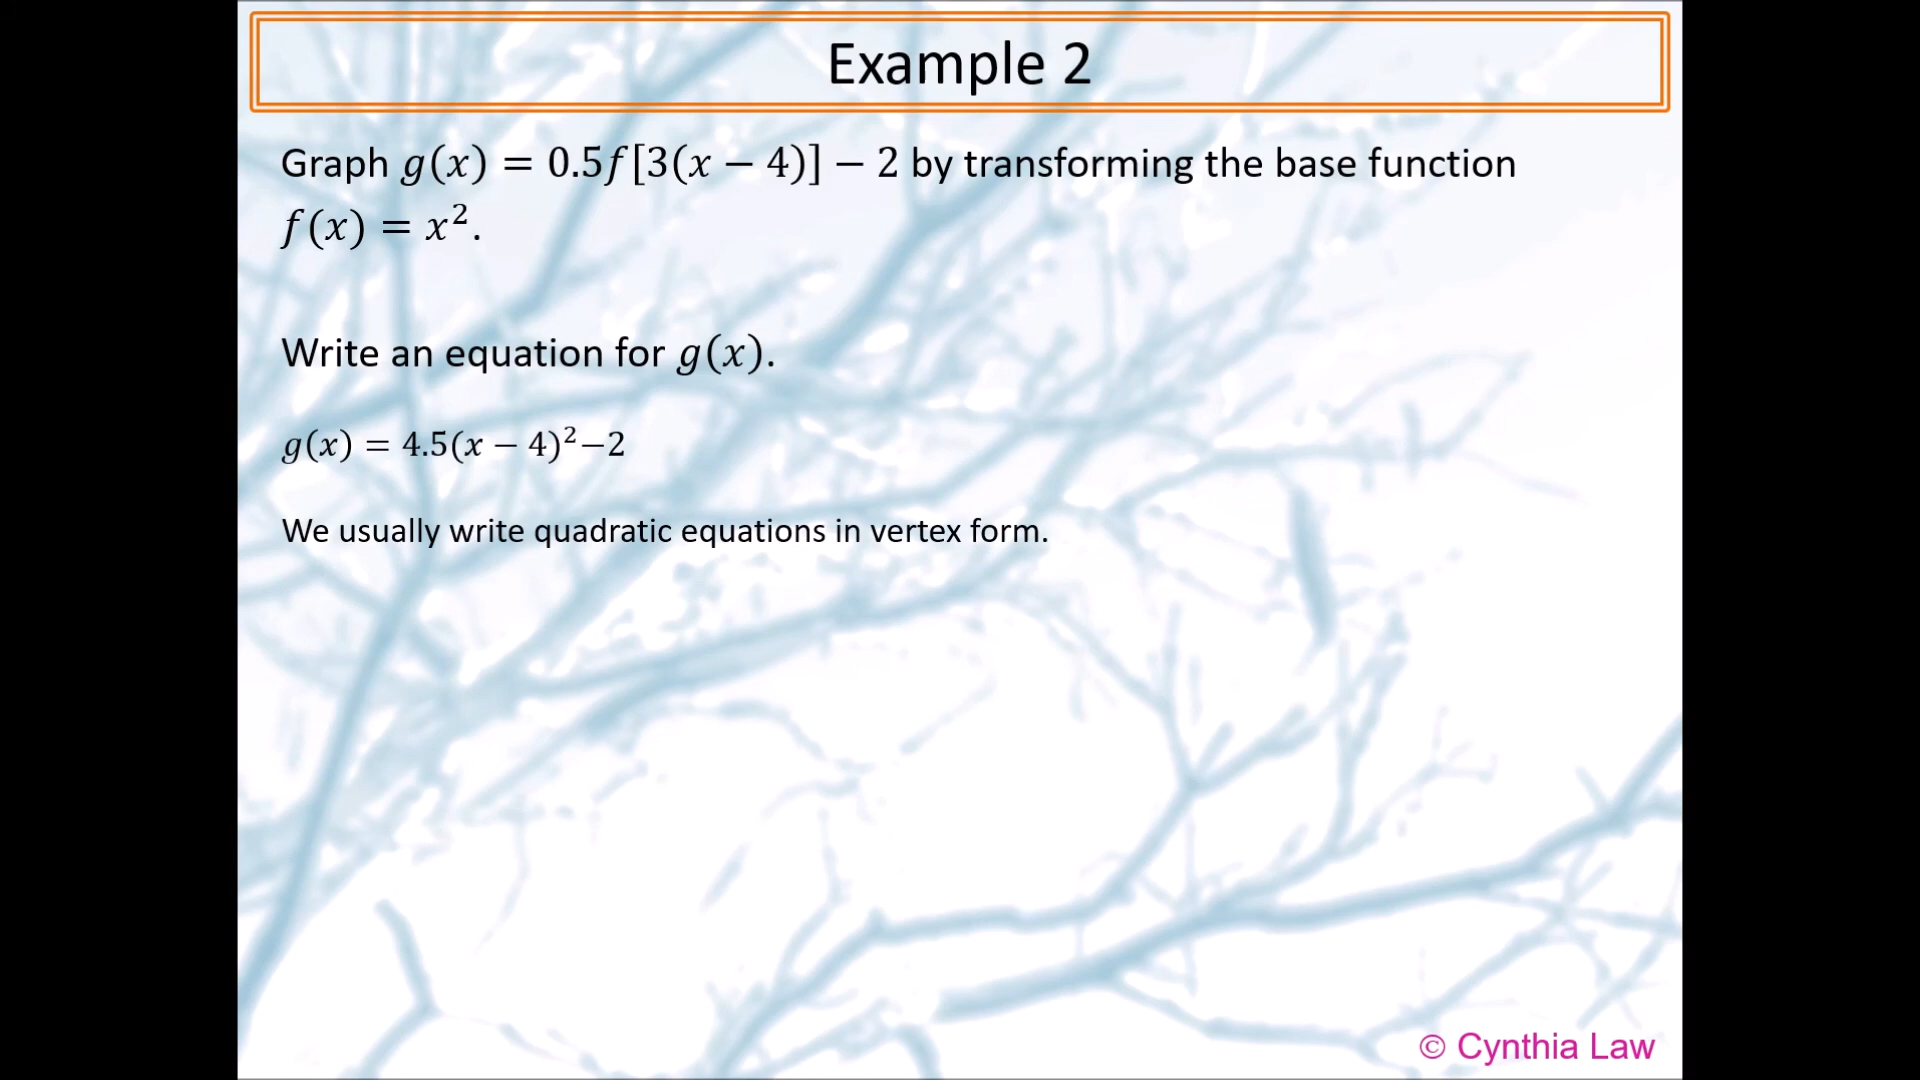 Example 2
Graph g(x) = 0.5f[3(x − 4)] − 2 by transforming the base function
f(x) = x².
Write an equation for g(x).
g(x) = 4.5(x − 4)²−2
We usually write quadratic equations in vertex form.
© Cynthia Law